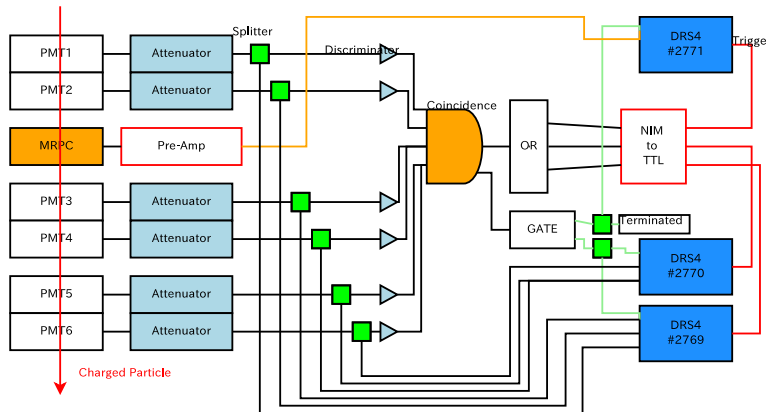 Splitter
Discriminator
DRS4
#2771
Trigge
PMT1
Attenuator
PMT2
Attenuator
Coincidence
MRPC
Pre-Amp
OR
NIM
to
TTL
PMT3
Attenuator
PMT4
Attenuator
GATE
Terminated
DRS4
#2770
PMT5
Attenuator
PMT6
Attenuator
DRS4
#2769
Charged Particle